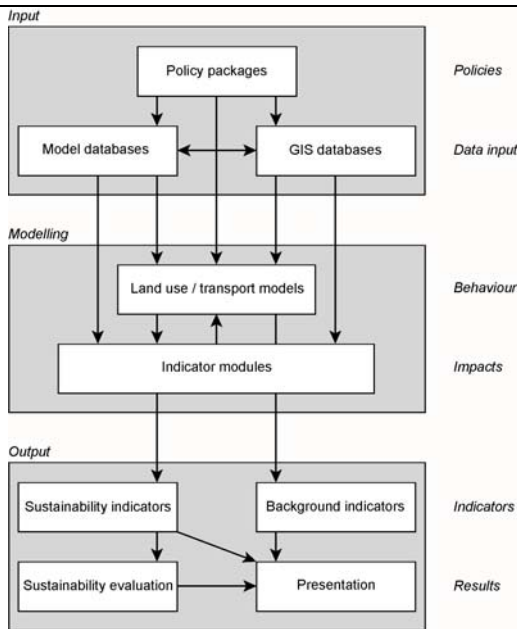 Input
Policy packages
Policies
Model databases
GIS databases
Data input
Modelling
Land use / transport models
Behaviour
Indicator modules
Impacts
Output
Sustainability indicators
Background indicators
Indicators
Sustainability evaluation
Presentation
Results